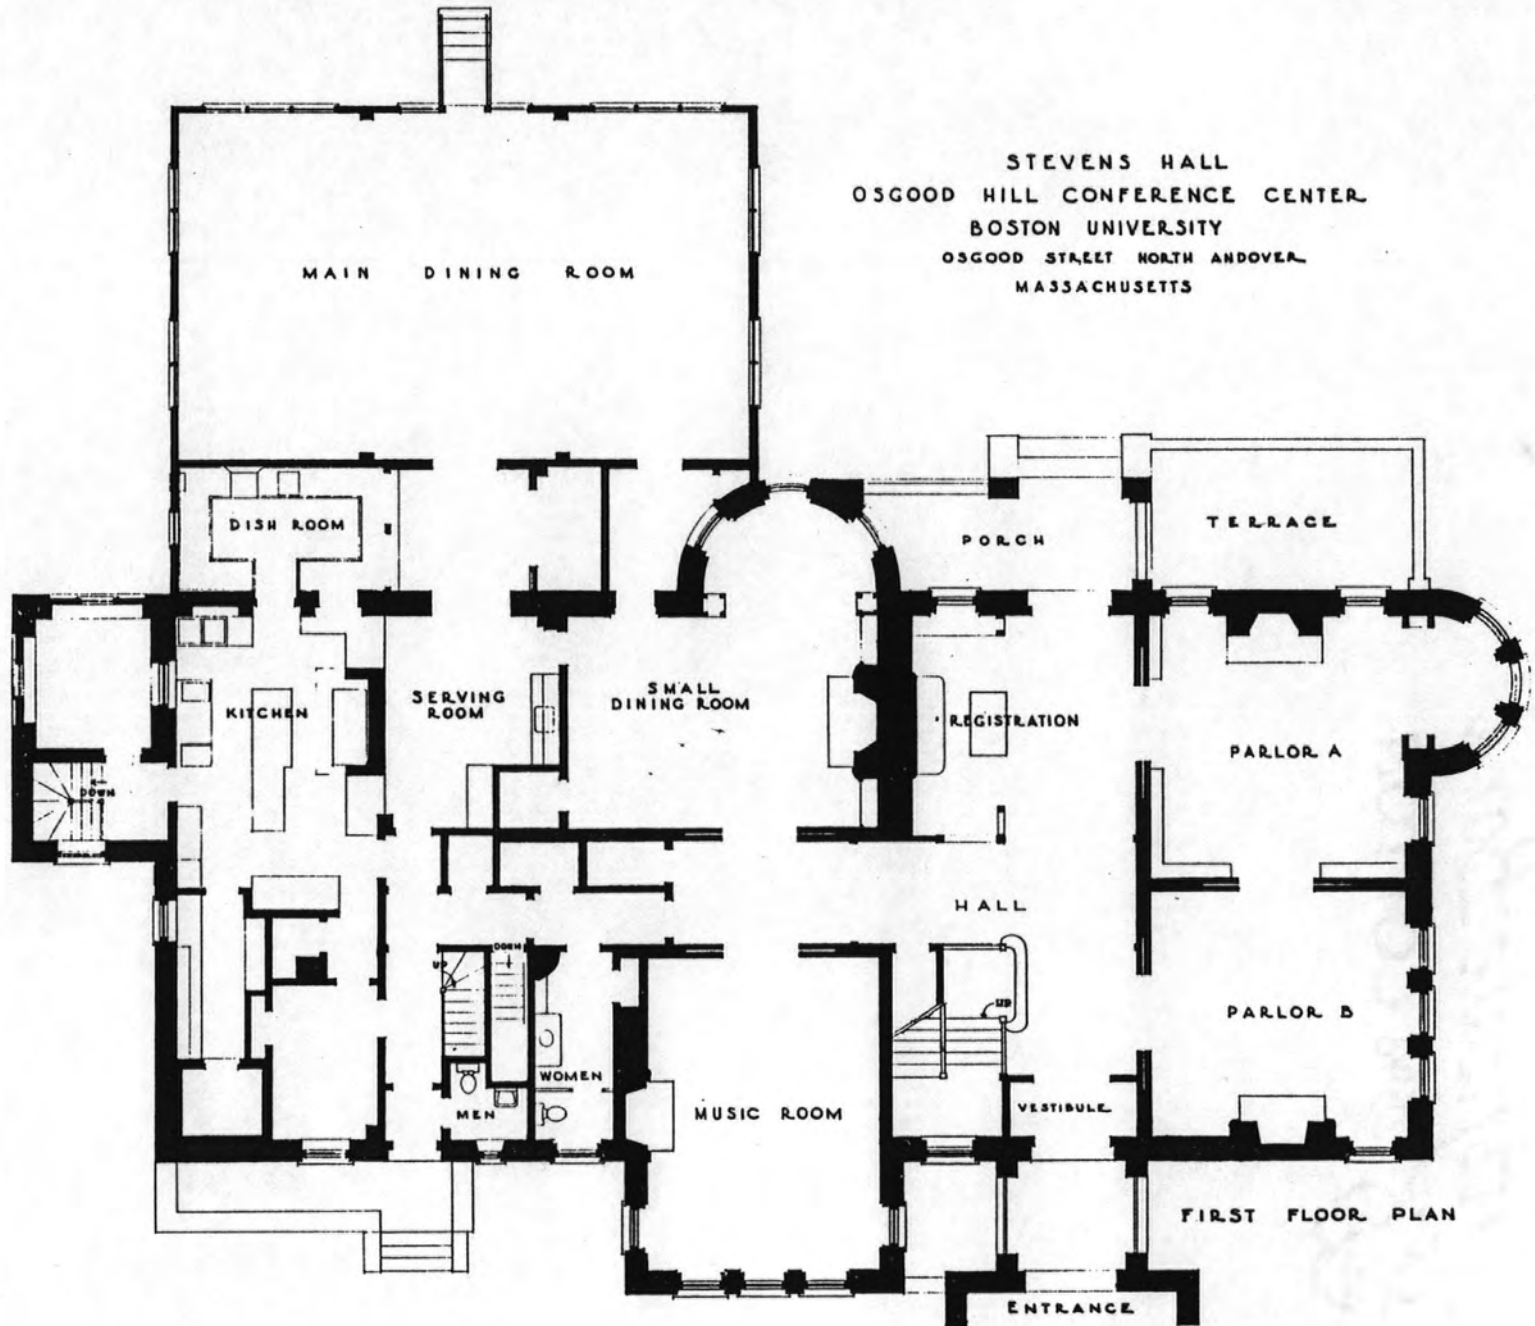 STEVENS HALL
OSGOOD HILL CONFERENCE CENTER
BOSTON UNIVERSITY
OSGOOD STREET NORTH ANDOVER
MASSACHUSETTS
MAIN DINING ROOM
DISH ROOM
PORCH
TERRACE
KITCHEN
SERVING
ROOM
SMALL
DINING ROOM
REGISTRATION
PARLOR A
DOWN
HALL
UP
DOWN
UP
PARLOR B
WOMEN
MEN
MUSIC ROOM
VESTIBULE
FIRST FLOOR PLAN
ENTRANCE